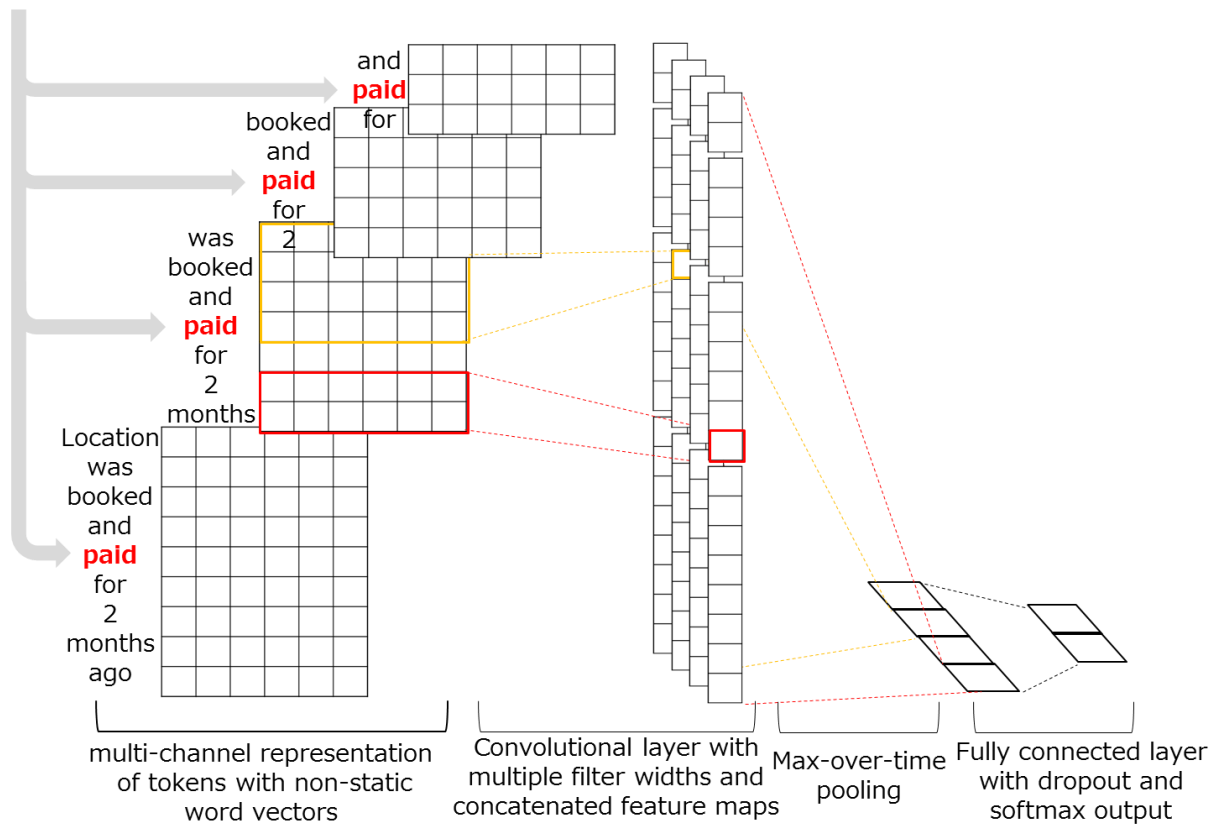 and
paid
for
booked
and
paid
for
2
was
booked
and
paid
for
2
months
Location
was
booked
and
paid
for
2
months
ago
multi-channel representation
of tokens with non-static
word vectors
Convolutional layer with
multiple filter widths and
concatenated feature maps
Max-over-time
pooling
Fully connected layer
with dropout and
softmax output